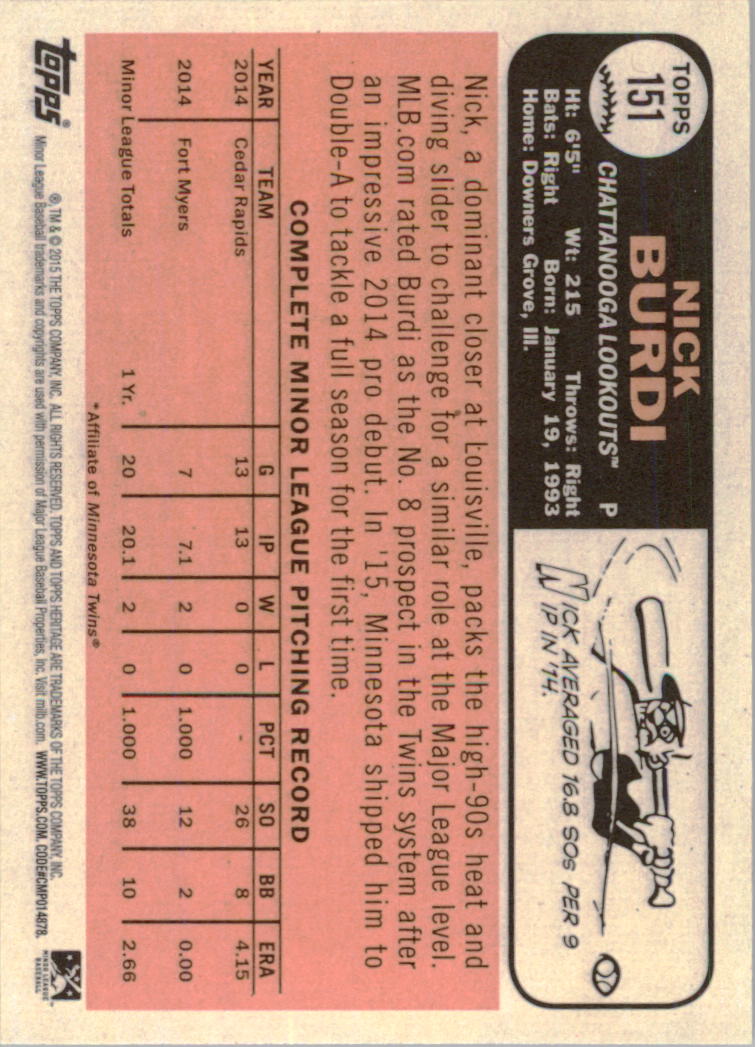 TOPPS
151
NICK
BURDI
CHATTANOOGA LOOKOUTS™ P
Ht: 6'5" Wt: 215 Throws: Right
Bats: Right Born: January 19, 1993
Home: Downers Grove, Ill.
NICK AVERAGED 16.8 SOs PER 9
IP IN '14.
Nick, a dominant closer at Louisville, packs the high-90s heat and
diving slider to challenge for a similar role at the Major League level.
MLB.com rated Burdi as the No. 8 prospect in the Twins system after
an impressive 2014 pro debut. In '15, Minnesota shipped him to
Double-A to tackle a full season for the first time.
COMPLETE MINOR LEAGUE PITCHING RECORD
YEAR TEAM G IP W L PCT SO BB ERA
2014 Cedar Rapids 13 13 0 0 - 26 8 4.15
2014 Fort Myers 7 7.1 2 0 1.000 12 2 0.00
Minor League Totals 1 Yr. 20 20.1 2 0 1.000 38 10 2.66
*Affiliate of Minnesota Twins®
topps®
®, TM & © 2015 THE TOPPS COMPANY, INC. ALL RIGHTS RESERVED. TOPPS AND TOPPS HERITAGE ARE TRADEMARKS OF THE TOPPS COMPANY, INC.
Minor League Baseball trademarks and copyrights are used with permission of Major League Baseball Properties, Inc. Visit milb.com. WWW.TOPPS.COM. CODE#CMP014878.
MINOR LEAGUE
BASEBALL™